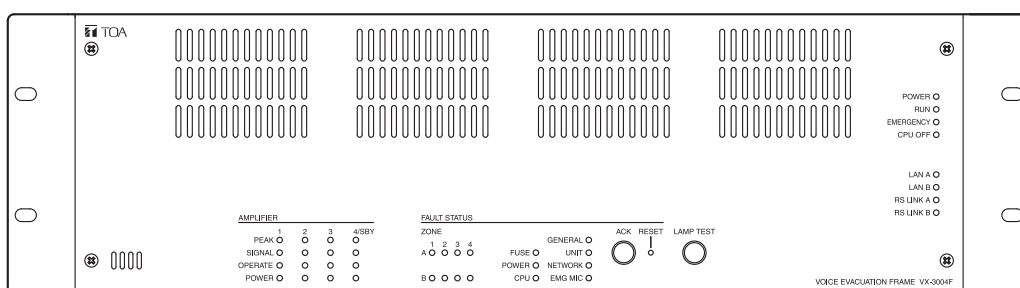 TOA
POWER
RUN
EMERGENCY
CPU OFF
LAN A
LAN B
RS LINK A
RS LINK B
AMPLIFIER
1 2 3 4/SBY
PEAK
SIGNAL
OPERATE
POWER
FAULT STATUS
ZONE
1 2 3 4
A
B
FUSE
POWER
CPU
GENERAL
UNIT
NETWORK
EMG MIC
ACK
RESET
LAMP TEST
VOICE EVACUATION FRAME VX-3004F